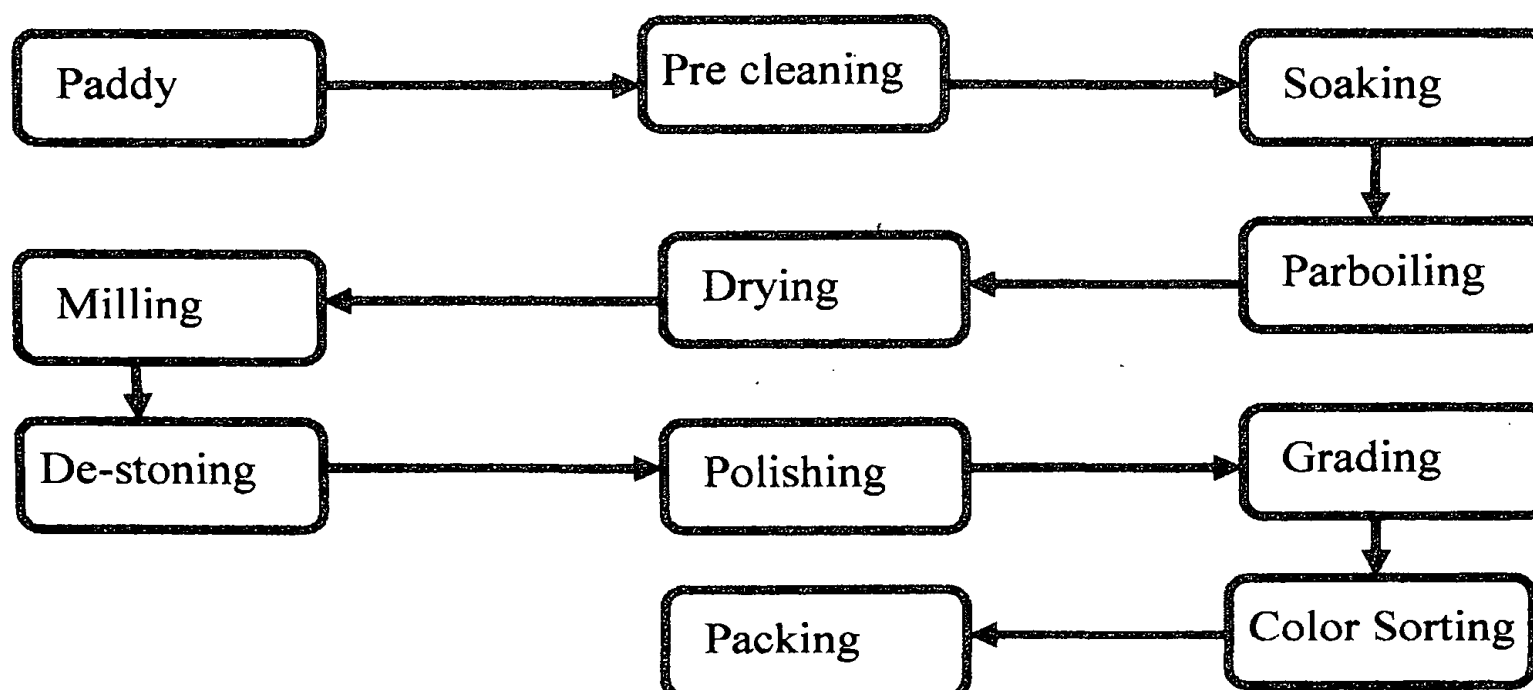 Paddy
Pre cleaning
Soaking
Parboiling
Drying
Milling
De-stoning
Polishing
Grading
Color Sorting
Packing